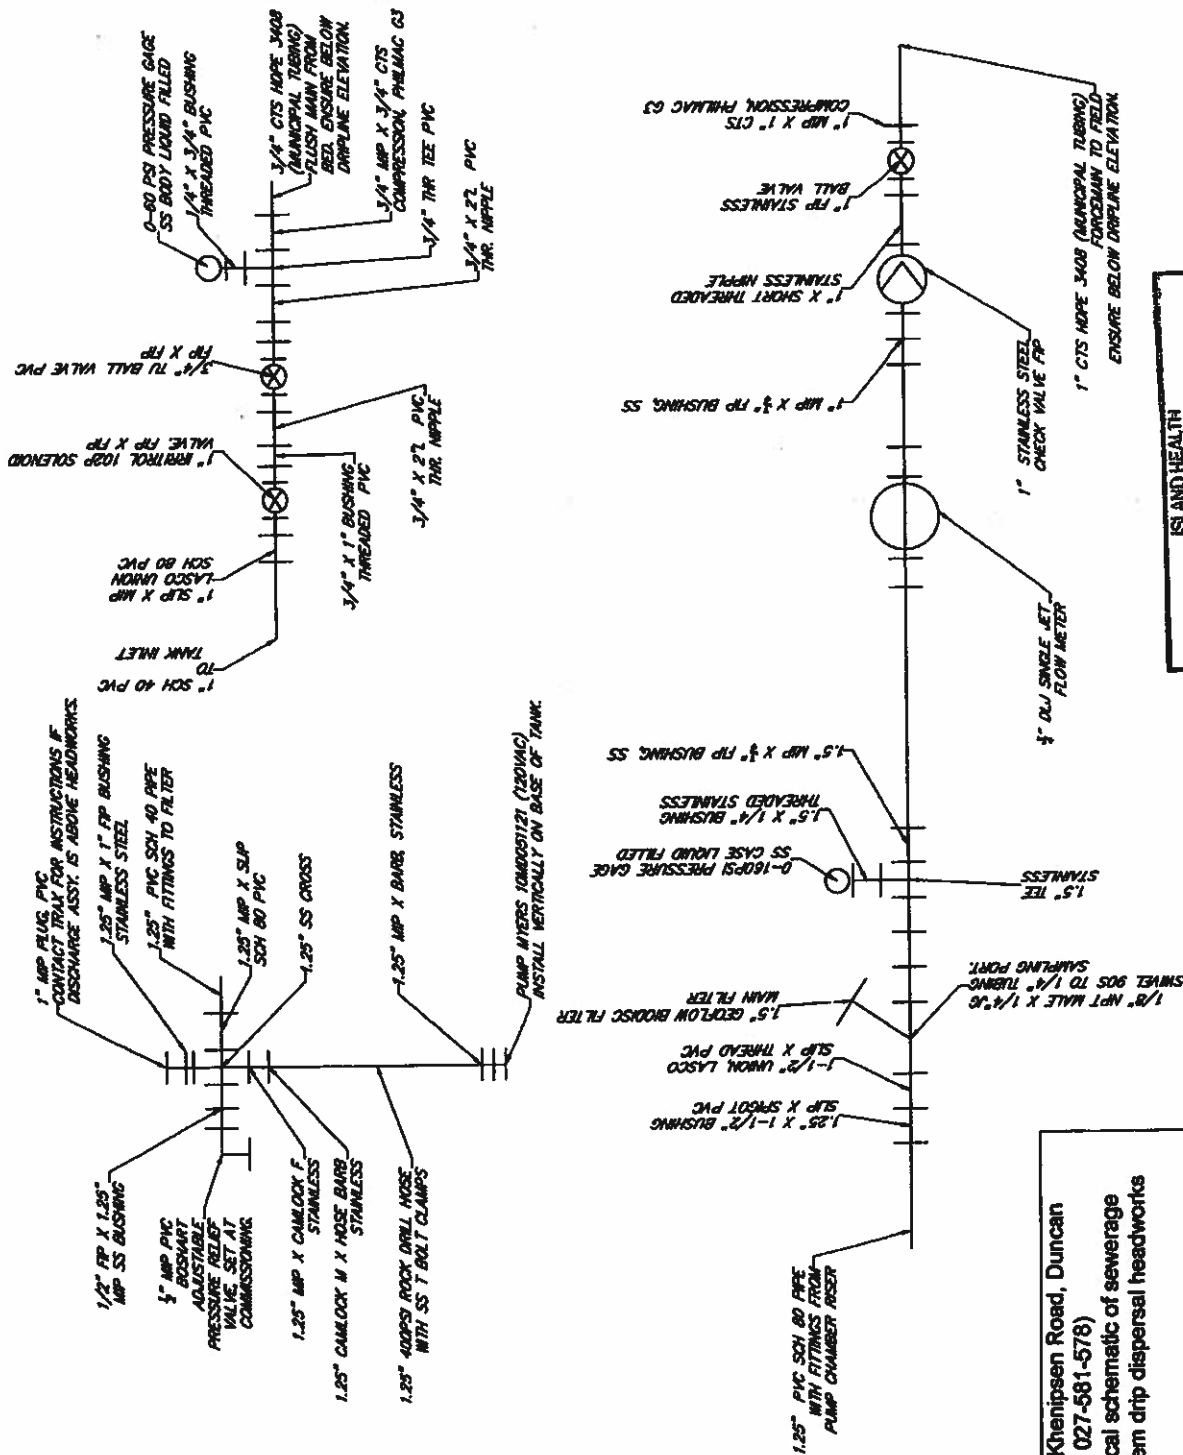 1" MIP PLUG, PVC
CONTACT TRAX FOR INSTRUCTIONS IF
DISCHARGE ASSY. IS ABOVE HEADWORKS.
1.25" MIP X 1" FIP BUSHING
STAINLESS STEEL
1.25" PVC SCH 40 PIPE
WITH FITTINGS TO FILTER
1.25" MIP X SLIP
SCH 80 PVC
1.25" SS CROSS
1.25" MIP X BARB, STAINLESS
PUMP MYERS (120VAC)
INSTALL VERTICALLY ON BASE OF TANK.
1/2" FIP X 1.25"
MIP SS BUSHING
MIP PVC
BOSHART
ADJUSTABLE
PRESSURE RELIEF
VALVE, SET AT
COMMISSIONING.
1.25" MIP X CAMLOCK F
STAINLESS
1.25" CAMLOCK M X HOSE BARB
STAINLESS
1.25" 400PSI ROCK DRILL HOSE
WITH SS T BOLT CLAMPS
0-60 PSI PRESSURE GAGE
SS BODY LIQUID FILLED
1/4" X 3/4" BUSHING
THREADED PVC
3/4" CTS HDPE 3408
(MUNICIPAL TUBING)
FLUSH MAIN FROM
BED. ENSURE BELOW
DRIPLINE ELEVATION.
3/4" MIP X 3/4" CTS
COMPRESSION, PHILMAC G3
3/4" THR TEE PVC
3/4" X PVC
THR. NIPPLE
3/4" TU BALL VALVE PVC
FIP X FIP
1" IRRITROL 102P SOLENOID
VALVE, FIP X FIP
3/4" X PVC
THR. NIPPLE
3/4" X 1" BUSHING
THREADED PVC
1" SLIP X MIP
LASCO UNION
SCH 80 PVC
1" SCH 40 PVC
TO
TANK INLET
1.25" PVC SCH 80 PIPE
WITH FITTINGS FROM
PUMP CHAMBER RISER
1.25" X 1-1/2" BUSHING
SLIP X SPIGOT PVC
1-1/2" UNION, LASCO
SLIP X THREAD PVC
1.5" GEOFLOW BIODISC FILTER
MAIN FILTER
1/8" NPT MALE X 1/4"JG
SWIVEL 90S TO 1/4" TUBING
SAMPLING PORT.
0-160PSI PRESSURE GAGE
SS CASE LIQUID FILLED
1.5" X 1/4" BUSHING
THREADED STAINLESS
1.5" TEE
STAINLESS
1.5" MIP X FIP BUSHING, SS
DLJ SINGLE JET
FLOW METER
1" MIP X FIP BUSHING, SS
1" STAINLESS STEEL
CHECK VALVE FIP
1" X SHORT THREADED
STAINLESS NIPPLE
1" FIP STAINLESS
BALL VALVE
1" MIP X 1" CTS
COMPRESSION, PHILMAC G3
1" CTS HDPE 3408 (MUNICIPAL TUBING)
FORCEMAIN TO FIELD
ENSURE BELOW DRIPLINE ELEVATION.
ISLAND HEALTH
Khenipsen Road, Duncan
027-581-578)
cal schematic of sewerage
em drip dispersal headworks